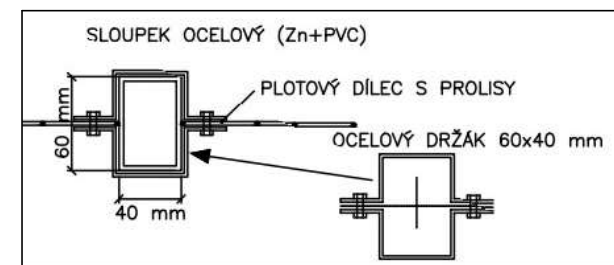 SLOUPEK OCELOVÝ (Zn+PVC)
PLOTOVÝ DÍLEC S PROLISY
OCELOVÝ DRŽÁK 60x40 mm
60 mm
40 mm